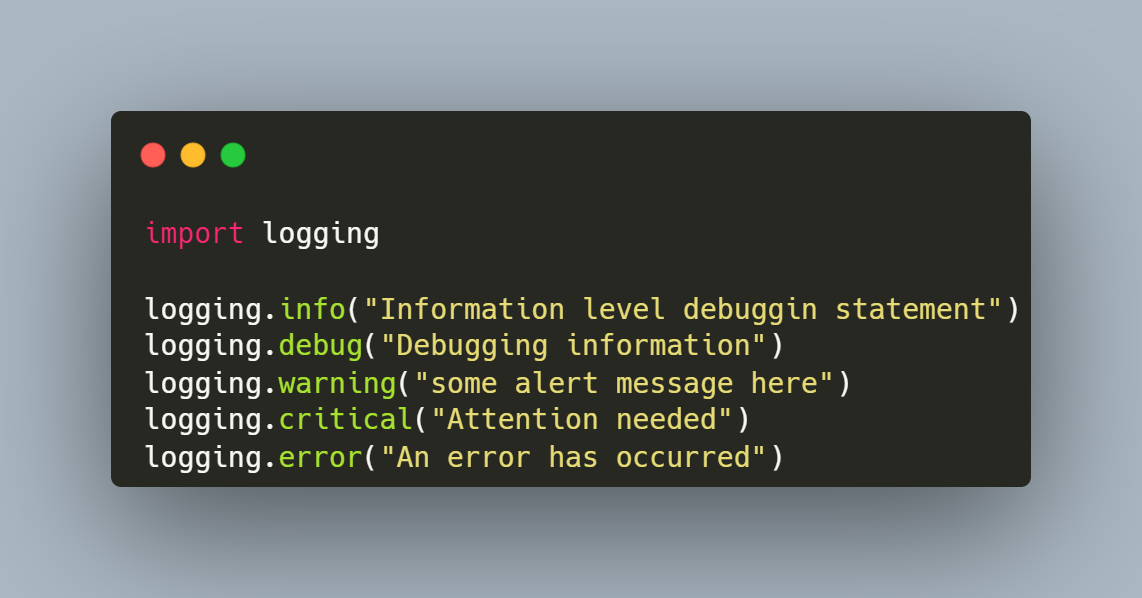 import logging
logging.info("Information level debuggin statement")
logging.debug("Debugging information")
logging.warning("some alert message here")
logging.critical("Attention needed")
logging.error("An error has occurred")